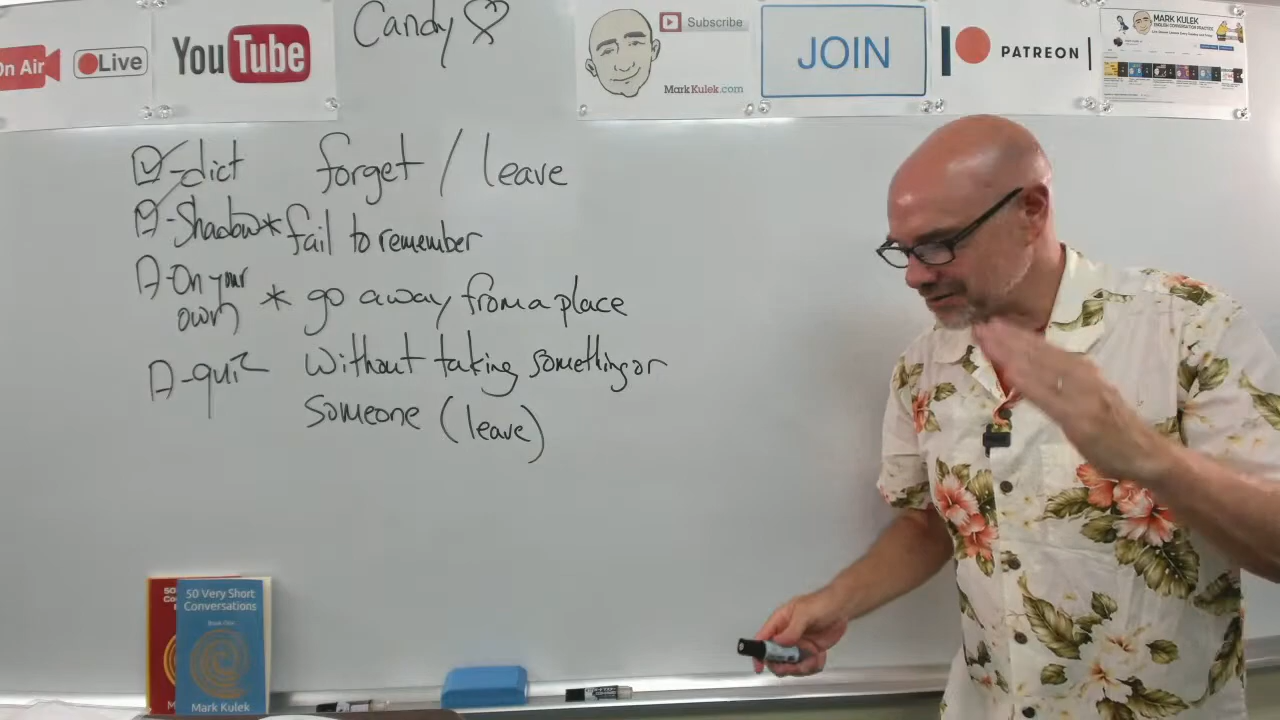 On Air
Live
YouTube
Candy
Subscribe
MarkKulek.com
JOIN
PATREON
MARK KULEK
-dict
forget / leave
-Shadow
* fail to remember
-On your own
* go away from a place
-quiz
without taking something or
someone (leave)
50 Very Short
Conversations
Book One
Mark Kulek